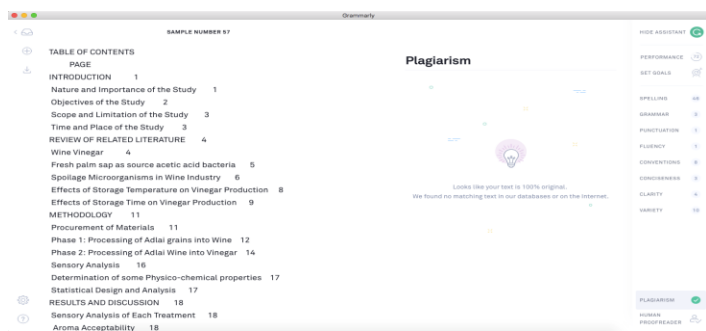 Grammarly
SAMPLE NUMBER 57
TABLE OF CONTENTS
PAGE
INTRODUCTION 1
Nature and Importance of the Study 1
Objectives of the Study 2
Scope and Limitation of the Study 3
Time and Place of the Study 3
REVIEW OF RELATED LITERATURE 4
Wine Vinegar 4
Fresh palm sap as source acetic acid bacteria 5
Spoilage Microorganisms in Wine Industry 6
Effects of Storage Temperature on Vinegar Production 8
Effects of Storage Time on Vinegar Production 9
METHODOLOGY 11
Procurement of Materials 11
Phase 1: Processing of Adlai grains into Wine 12
Phase 2: Processing of Adlai Wine into Vinegar 14
Sensory Analysis 16
Determination of some Physico-chemical properties 17
Statistical Design and Analysis 17
RESULTS AND DISCUSSION 18
Sensory Analysis of Each Treatment 18
Aroma Acceptability 18
Plagiarism
Looks like your text is 100% original.
We found no matching text in our databases or on the Internet.
HIDE ASSISTANT
PERFORMANCE
SET GOALS
SPELLING
GRAMMAR
PUNCTUATION
FLUENCY
CONVENTIONS
CONCISENESS
CLARITY
VARIETY
PLAGIARISM
HUMAN
PROOFREADER